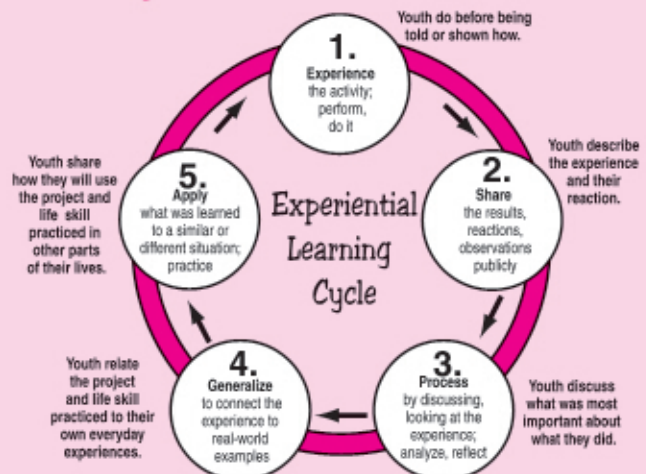 Youth do before being
told or shown how.
1.
Experience
the activity;
perform,
do it
Youth describe
the experience
and their
reaction.
2.
Share
the results,
reactions,
observations
publicly
Youth share
how they will use
the project and
life skill
practiced in
other parts
of their lives.
5.
Apply
what was learned
to a similar or
different situation;
practice
Experiential
Learning
Cycle
4.
Generalize
to connect the
experience to
real-world
examples
Youth relate
the project
and life skill
practiced to their
own everyday
experiences.
3.
Process
by discussing,
looking at the
experience;
analyze, reflect
Youth discuss
what was most
important about
what they did.